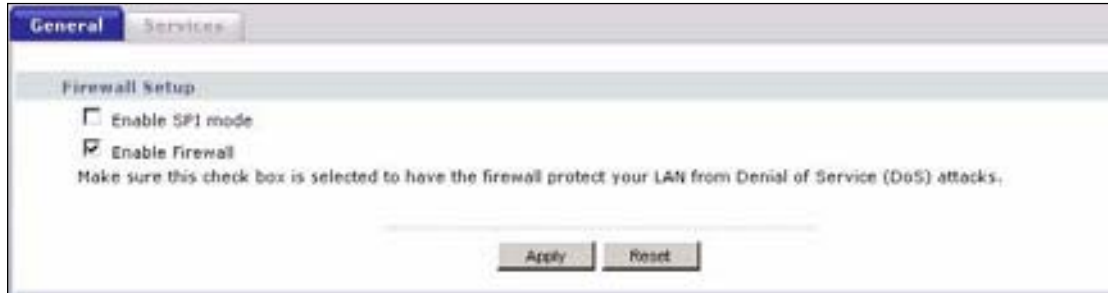 General Services
Firewall Setup
Enable SPI mode
Enable Firewall
Make sure this check box is selected to have the firewall protect your LAN from Denial of Service (DoS) attacks.
Apply Reset